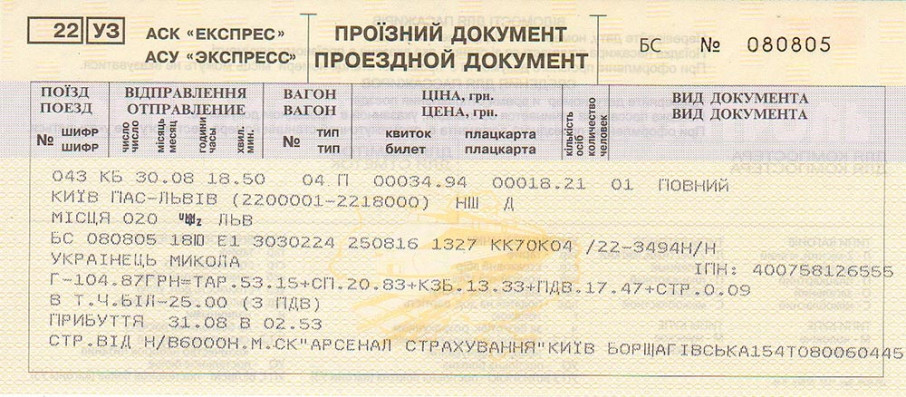 22 УЗ АСК «ЕКСПРЕС» ПРОЇЗНИЙ ДОКУМЕНТ БС № 080805
АСУ «ЭКСПРЕСС» ПРОЕЗДНОЙ ДОКУМЕНТ
ПОЇЗД ВІДПРАВЛЕННЯ ВАГОН ЦІНА, грн. ВИД ДОКУМЕНТА
ПОЕЗД ОТПРАВЛЕНИЕ ВАГОН ЦЕНА, грн. ВИД ДОКУМЕНТА
№ ШИФР число місяць години хвил. № ТИП квиток плацкарта кількість осіб
ШИФР число месяц часы мин. ТИП билет плацкарта количество человек
043 КБ 30.08 18.50 04 П 00034.94 00018.21 01 ПОВНИЙ
КИЇВ ПАС-ЛЬВІВ (2200001-2218000) НШ Д
МІСЦЯ 020 ЛЬВ
БС 080805 18Ю Е1 3030224 250816 1327 КК70К04 /22-3494Н/Н
УКРАІНЕЦЬ МИКОЛА ІПН: 400758126555
Г-104.87ГРН=ТАР.53.15+СП.20.83+КЗБ.13.33+ПДВ.17.47+СТР.0.09
В Т.Ч.БІЛ-25.00 (З ПДВ)
ПРИБУТТЯ 31.08 В 02.53
СТР.ВІД Н/В6000Н.М.СК"АРСЕНАЛ СТРАХУВАННЯ"КИЇВ БОРЩАГІВСЬКА154Т080060445